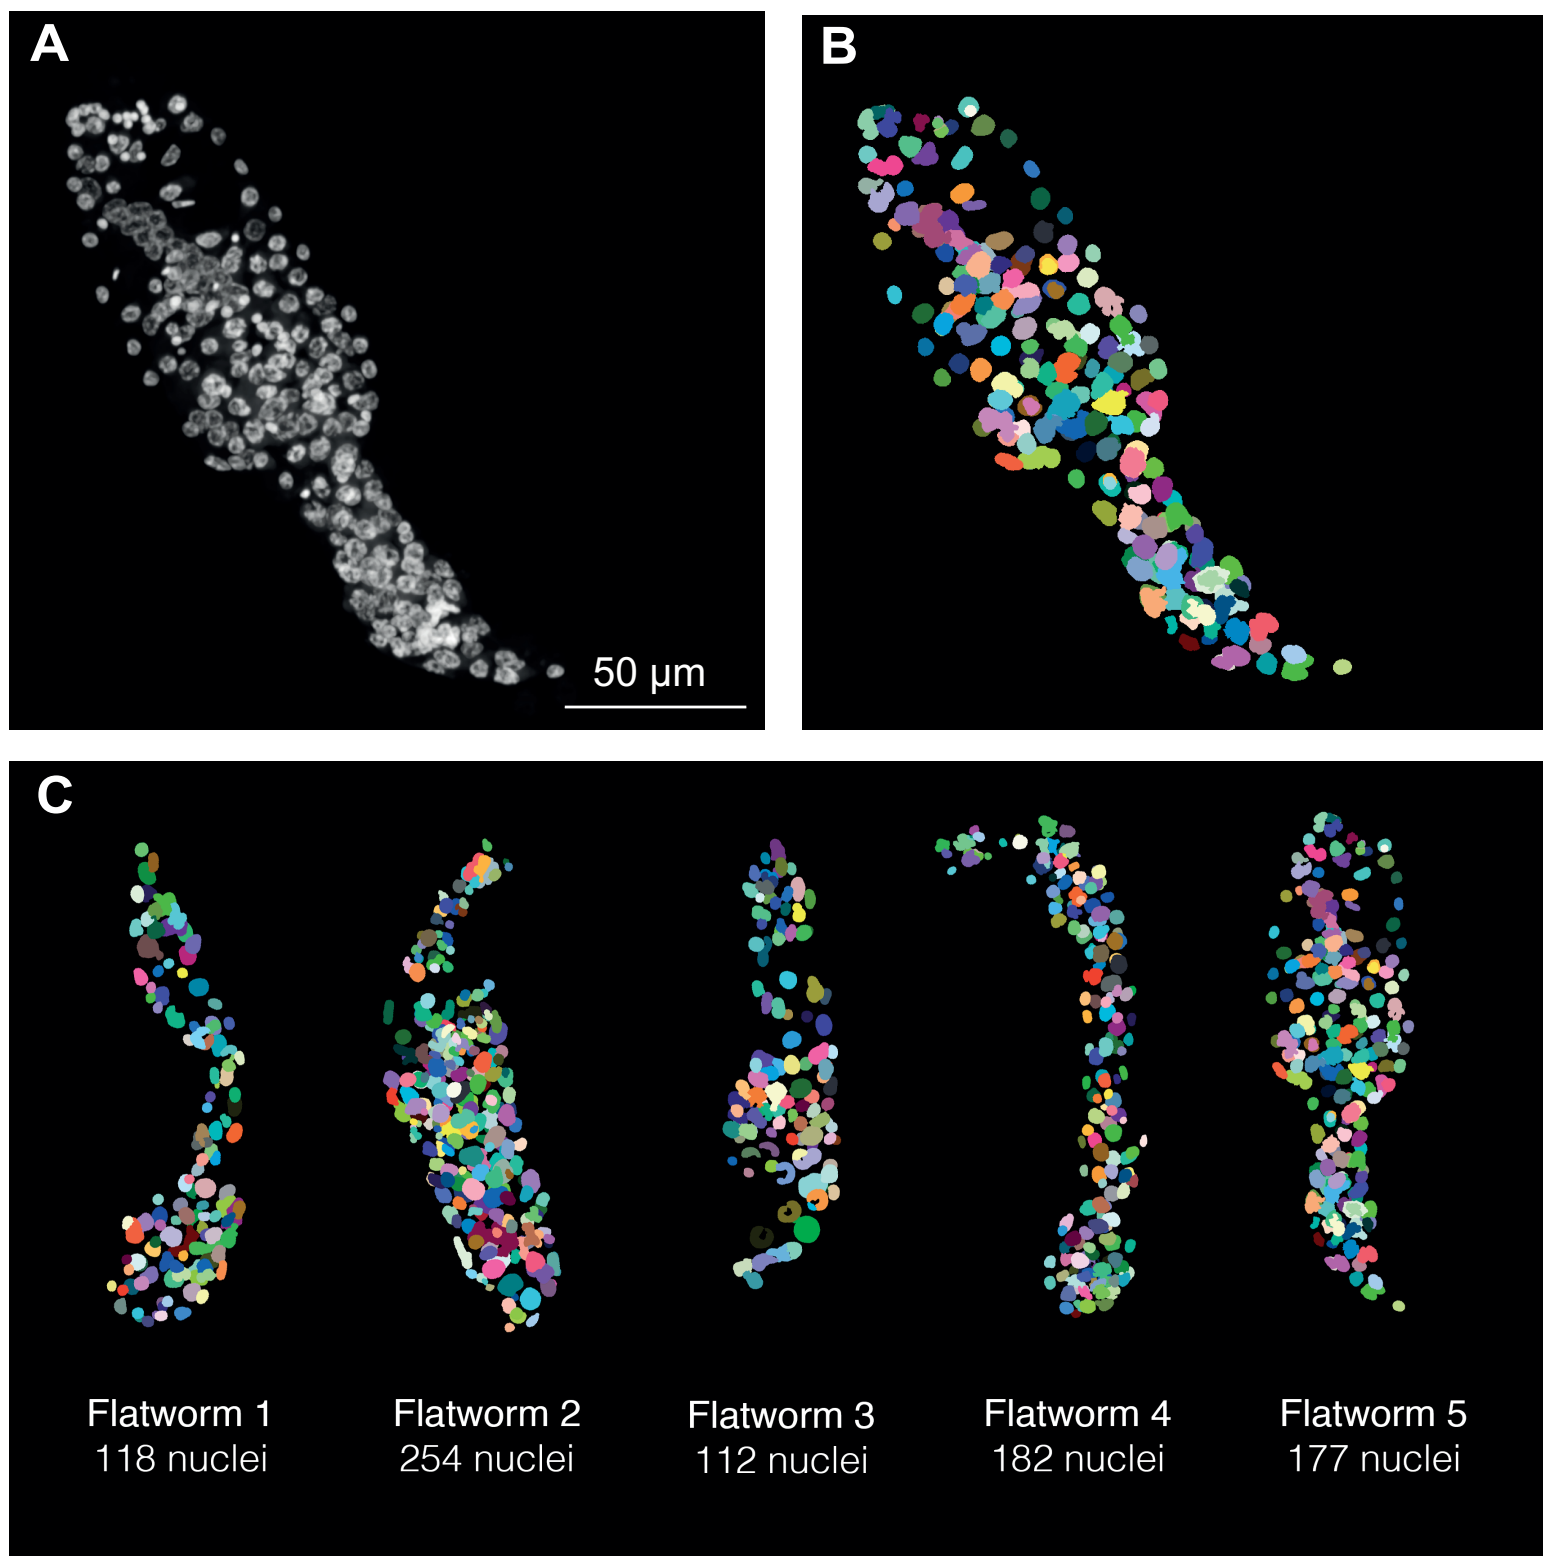 A
B
50 µm
C
Flatworm 1
118 nuclei
Flatworm 2
254 nuclei
Flatworm 3
112 nuclei
Flatworm 4
182 nuclei
Flatworm 5
177 nuclei